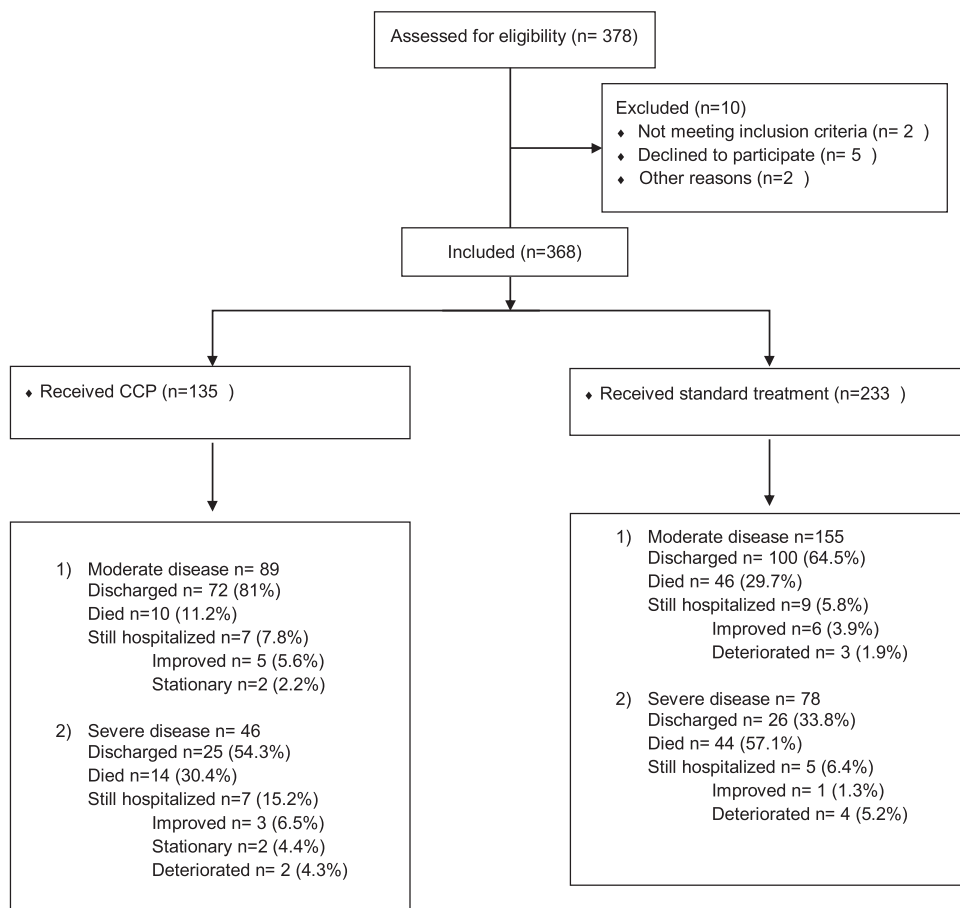 Assessed for eligibility (n= 378)
Excluded (n=10)
♦ Not meeting inclusion criteria (n= 2 )
♦ Declined to participate (n= 5 )
♦ Other reasons (n=2 )
Included (n=368)
♦ Received CCP (n=135 )
♦ Received standard treatment (n=233 )
1) Moderate disease n= 89
Discharged n= 72 (81%)
Died n=10 (11.2%)
Still hospitalized n=7 (7.8%)
Improved n= 5 (5.6%)
Stationary n=2 (2.2%)
2) Severe disease n= 46
Discharged n=25 (54.3%)
Died n=14 (30.4%)
Still hospitalized n=7 (15.2%)
Improved n= 3 (6.5%)
Stationary n=2 (4.4%)
Deteriorated n= 2 (4.3%)
1) Moderate disease n=155
Discharged n= 100 (64.5%)
Died n= 46 (29.7%)
Still hospitalized n=9 (5.8%)
Improved n=6 (3.9%)
Deteriorated n= 3 (1.9%)
2) Severe disease n= 78
Discharged n= 26 (33.8%)
Died n= 44 (57.1%)
Still hospitalized n= 5 (6.4%)
Improved n= 1 (1.3%)
Deteriorated n= 4 (5.2%)